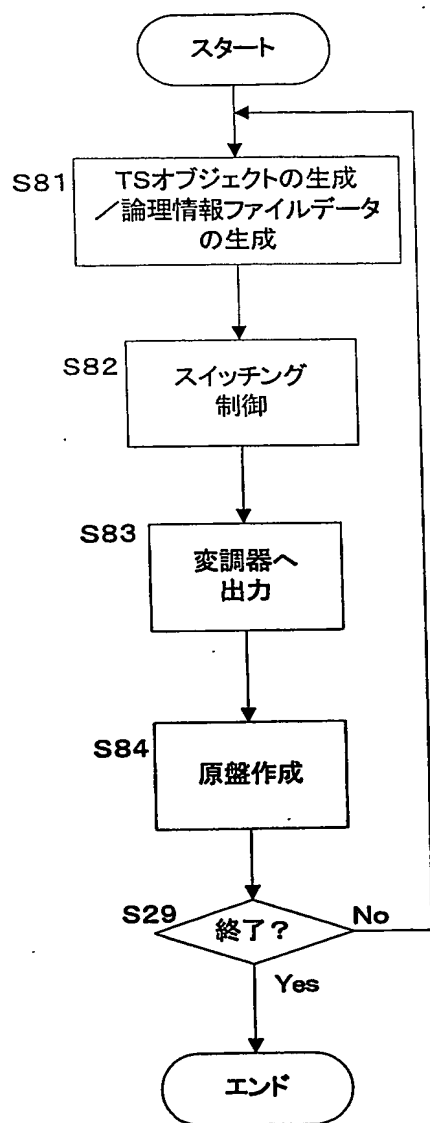 スタート
S81
TSオブジェクトの生成
／論理情報ファイルデータ
の生成
S82
スイッチング
制御
S83
変調器へ
出力
S84
原盤作成
S29
終了？
No
Yes
エンド